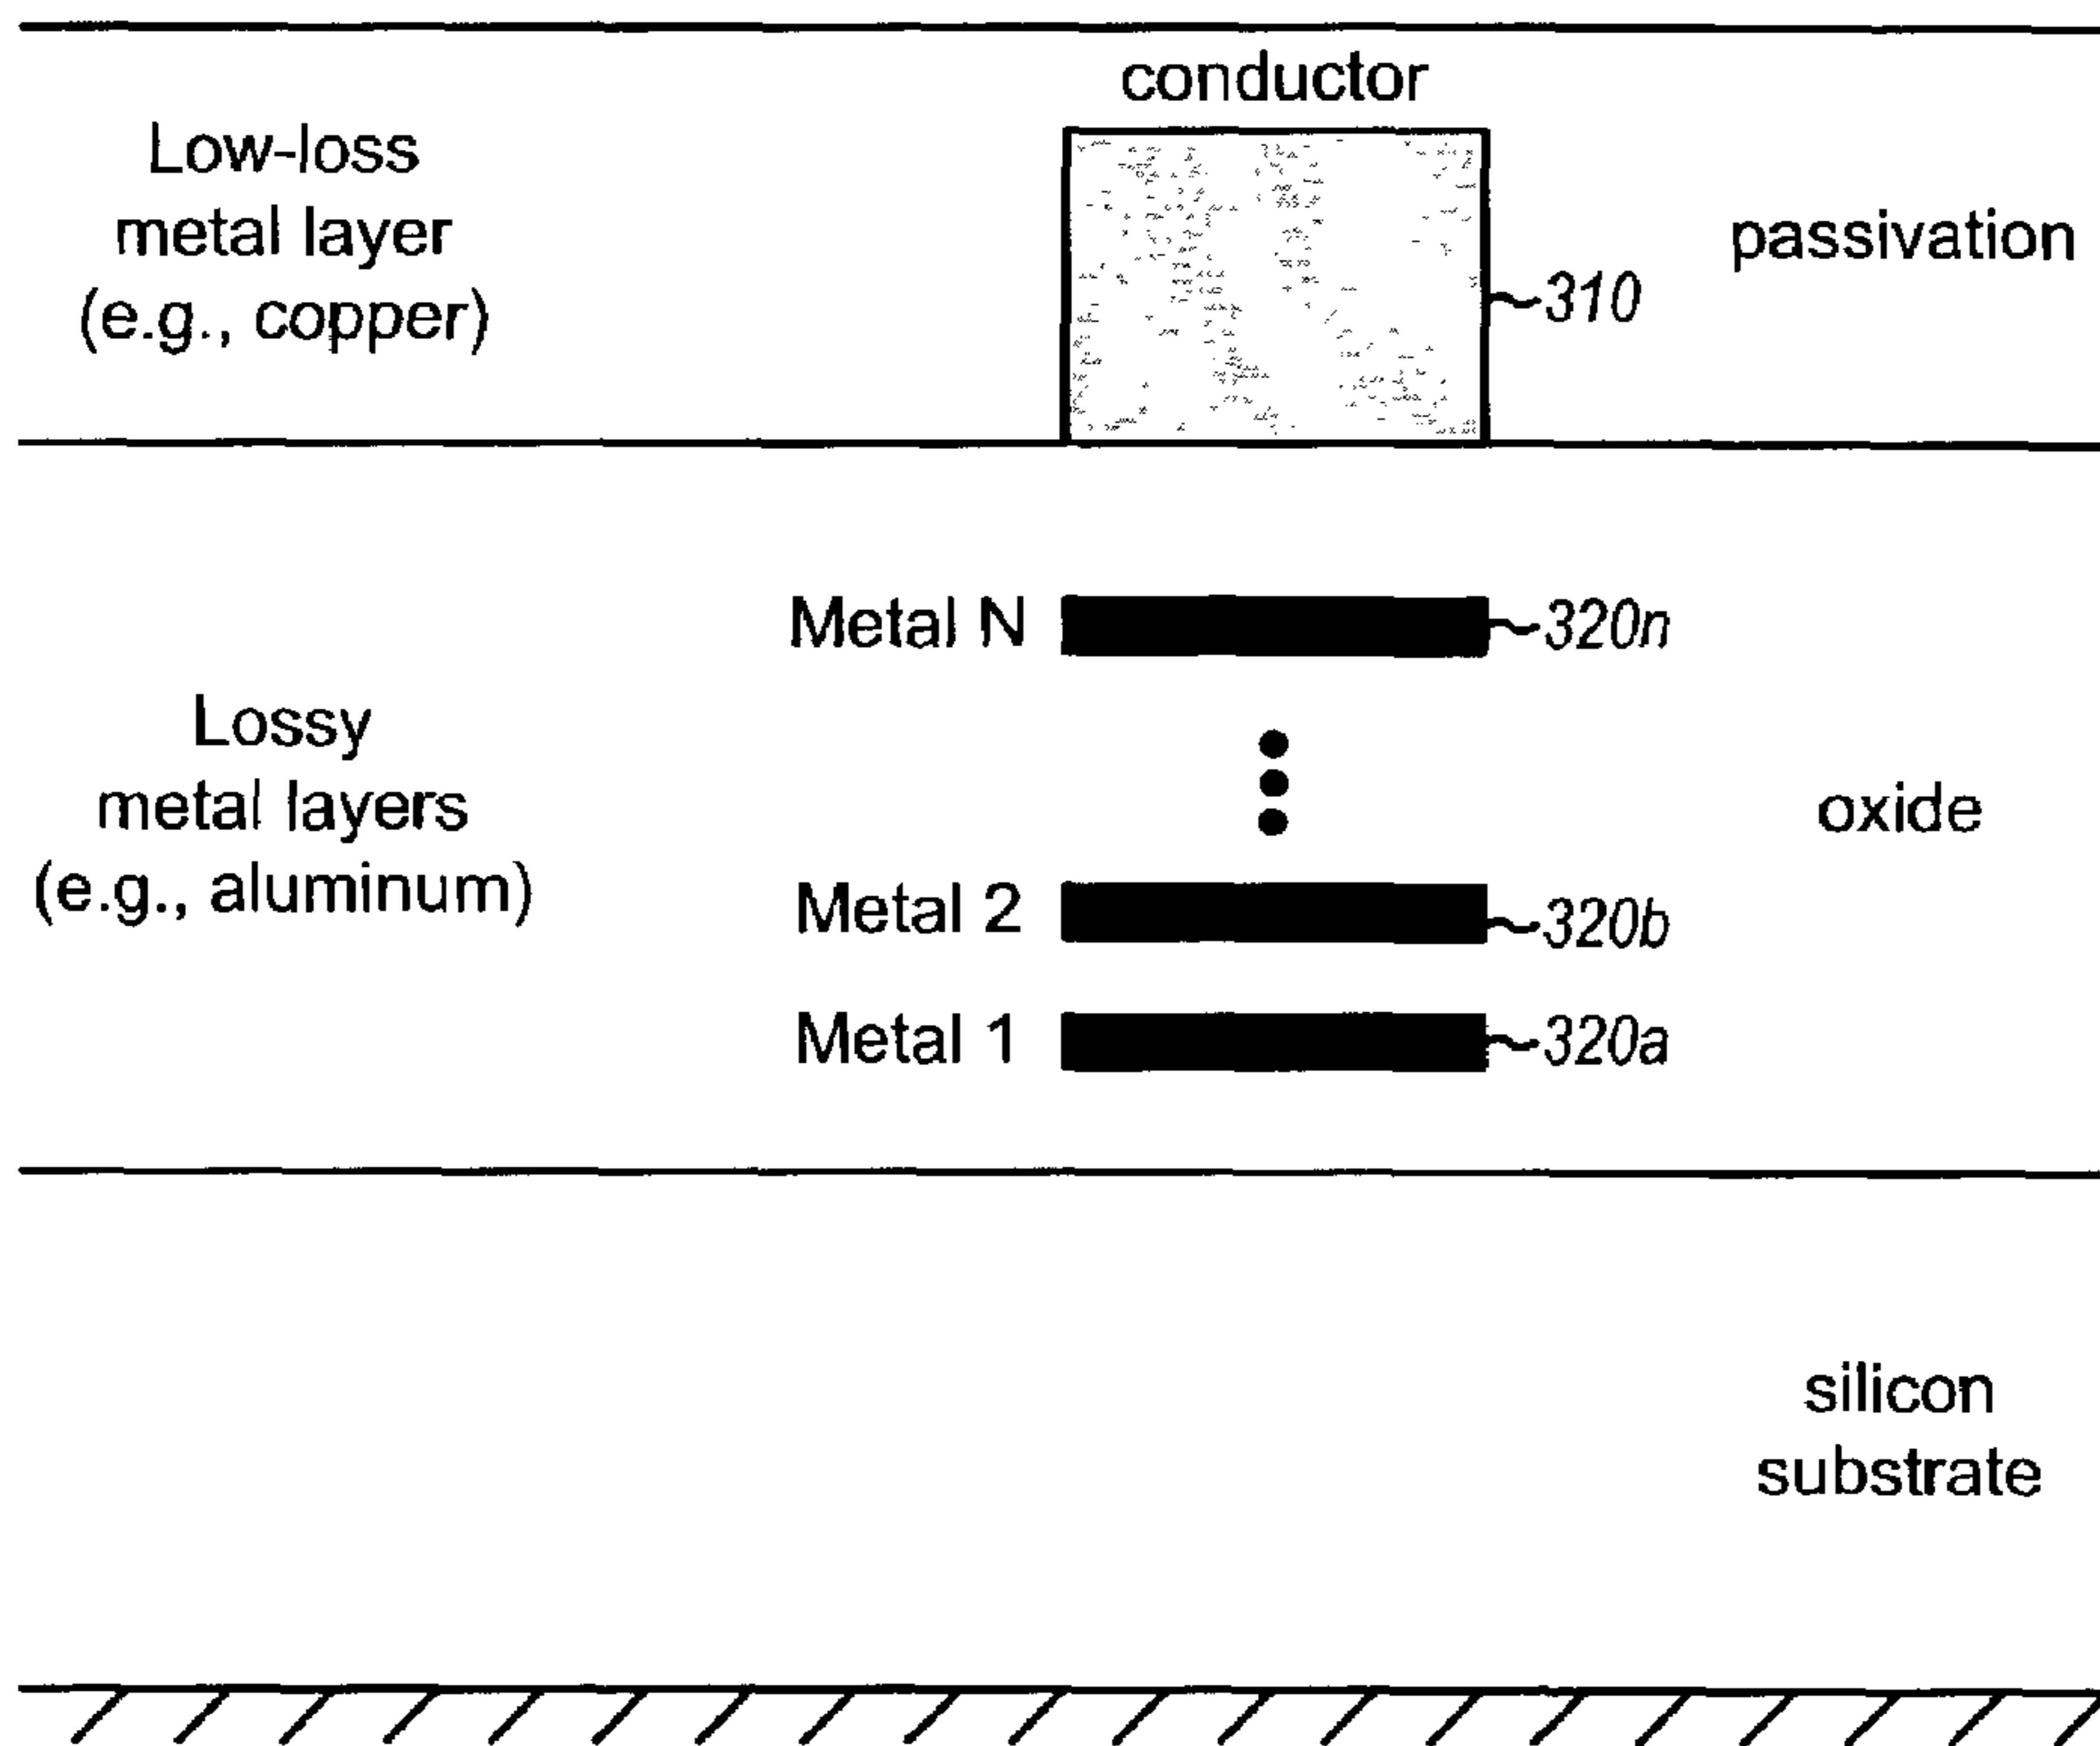 conductor
Low-loss
metal layer
(e.g., copper)
passivation
310
Metal N
320n
Lossy
metal layers
(e.g., aluminum)
oxide
Metal 2
320b
Metal 1
320a
silicon
substrate